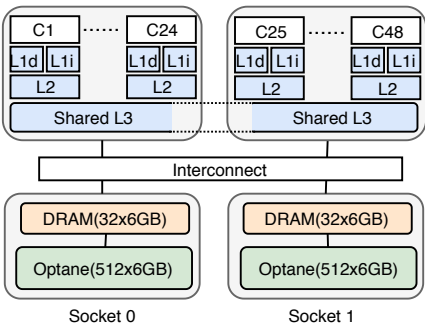 C1 ...... C24 C25 ...... C48
L1d L1i L1d L1i L1d L1i L1d L1i
L2 L2 L2 L2
Shared L3 Shared L3
Interconnect
DRAM(32x6GB) DRAM(32x6GB)
Optane(512x6GB) Optane(512x6GB)
Socket 0 Socket 1